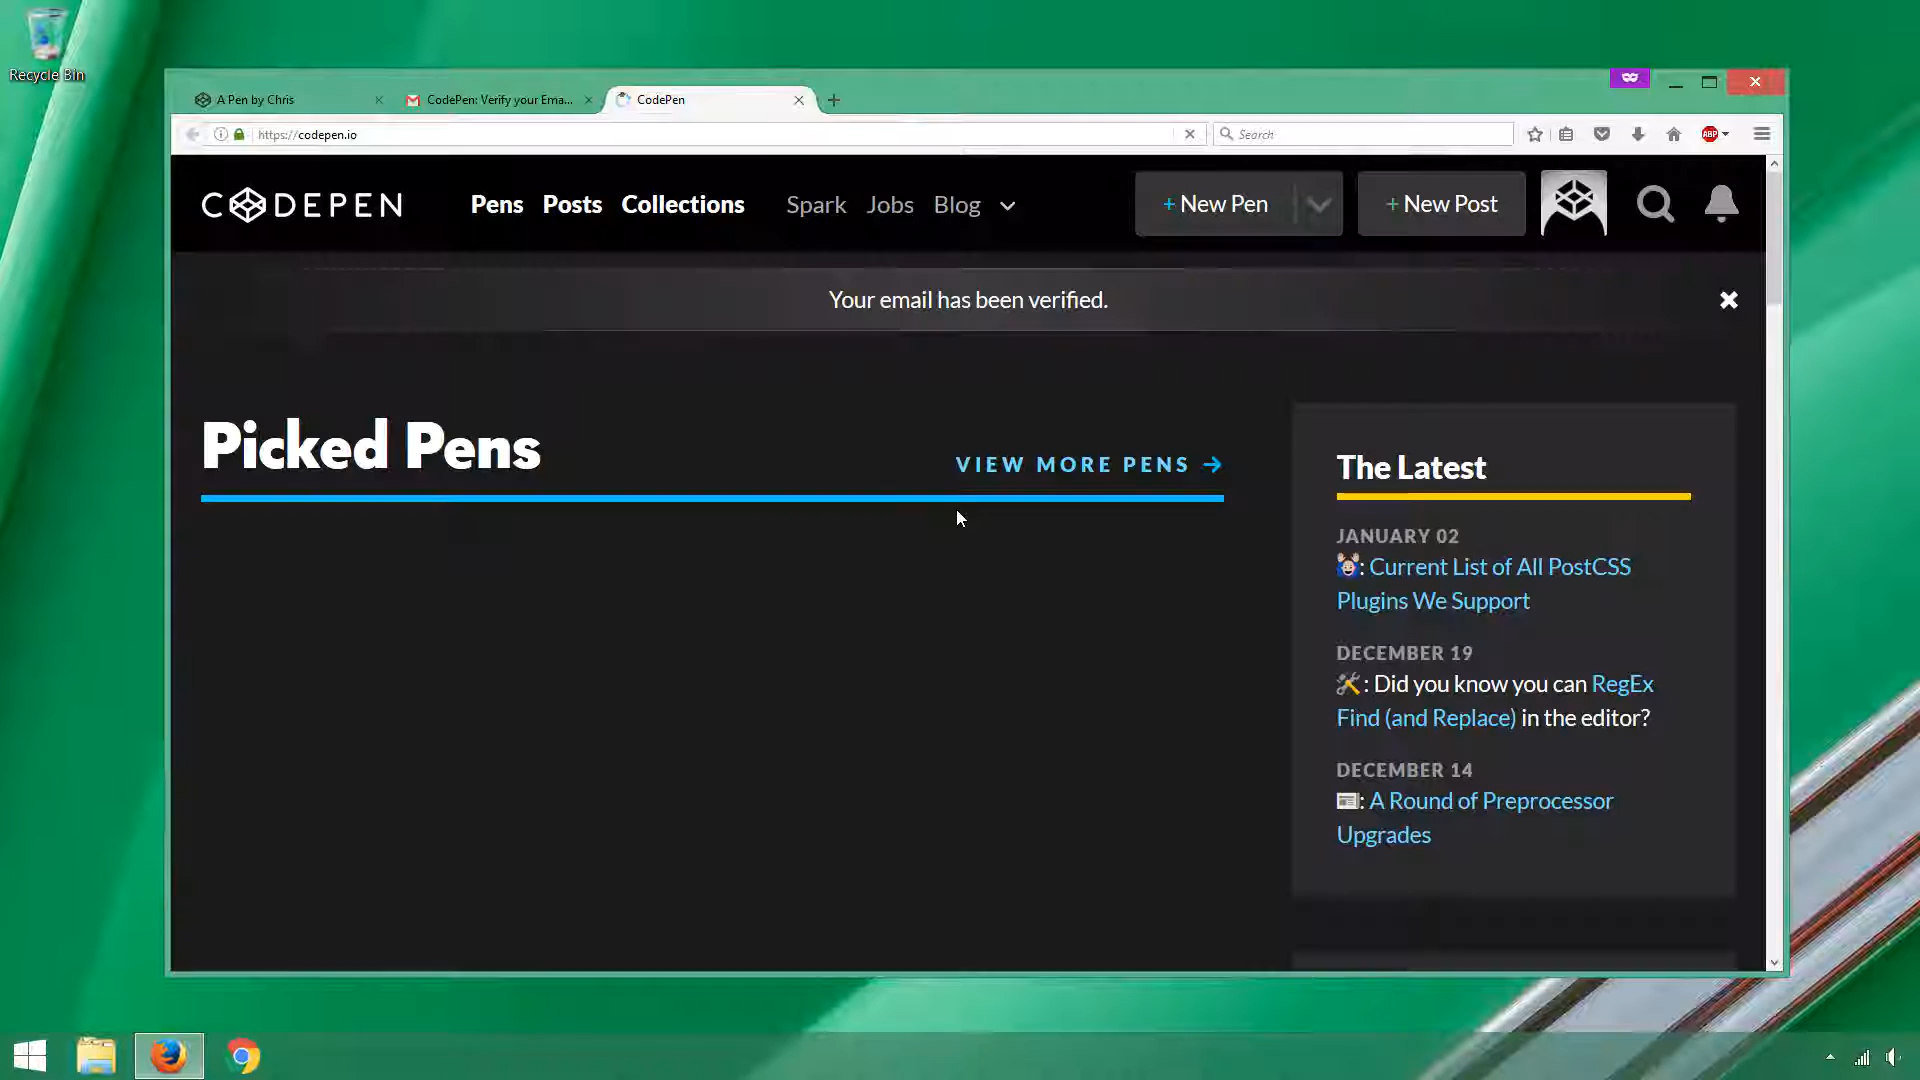 Recycle Bin
A Pen by Chris
CodePen: Verify your Ema...
CodePen
https://codepen.io
Search
ABP
CODEPEN
Pens
Posts
Collections
Spark
Jobs
Blog
+ New Pen
+ New Post
Your email has been verified.
Picked Pens
VIEW MORE PENS →
The Latest
JANUARY 02
: Current List of All PostCSS
Plugins We Support
DECEMBER 19
: Did you know you can RegEx
Find (and Replace) in the editor?
DECEMBER 14
: A Round of Preprocessor
Upgrades